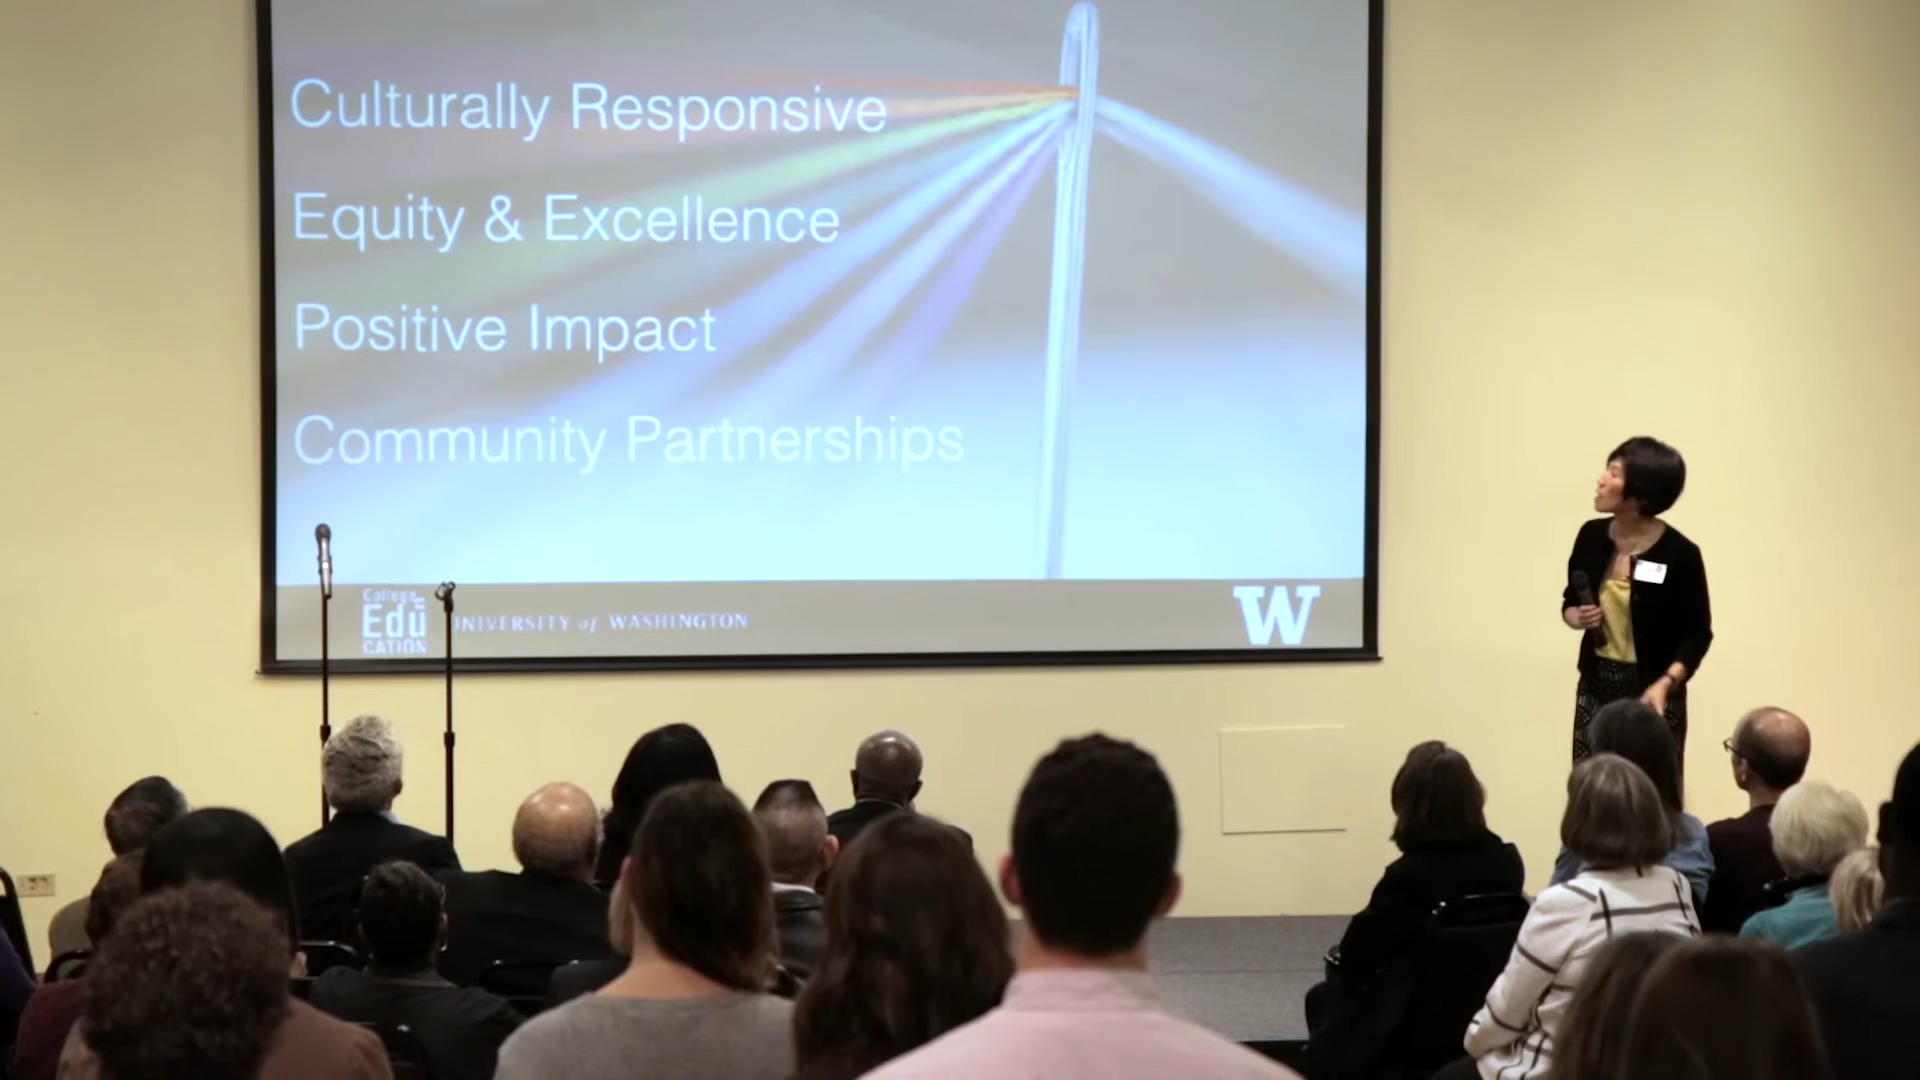 Culturally Responsive
Equity & Excellence
Positive Impact
Community Partnerships
College of
Edu
CATION
UNIVERSITY of WASHINGTON
W